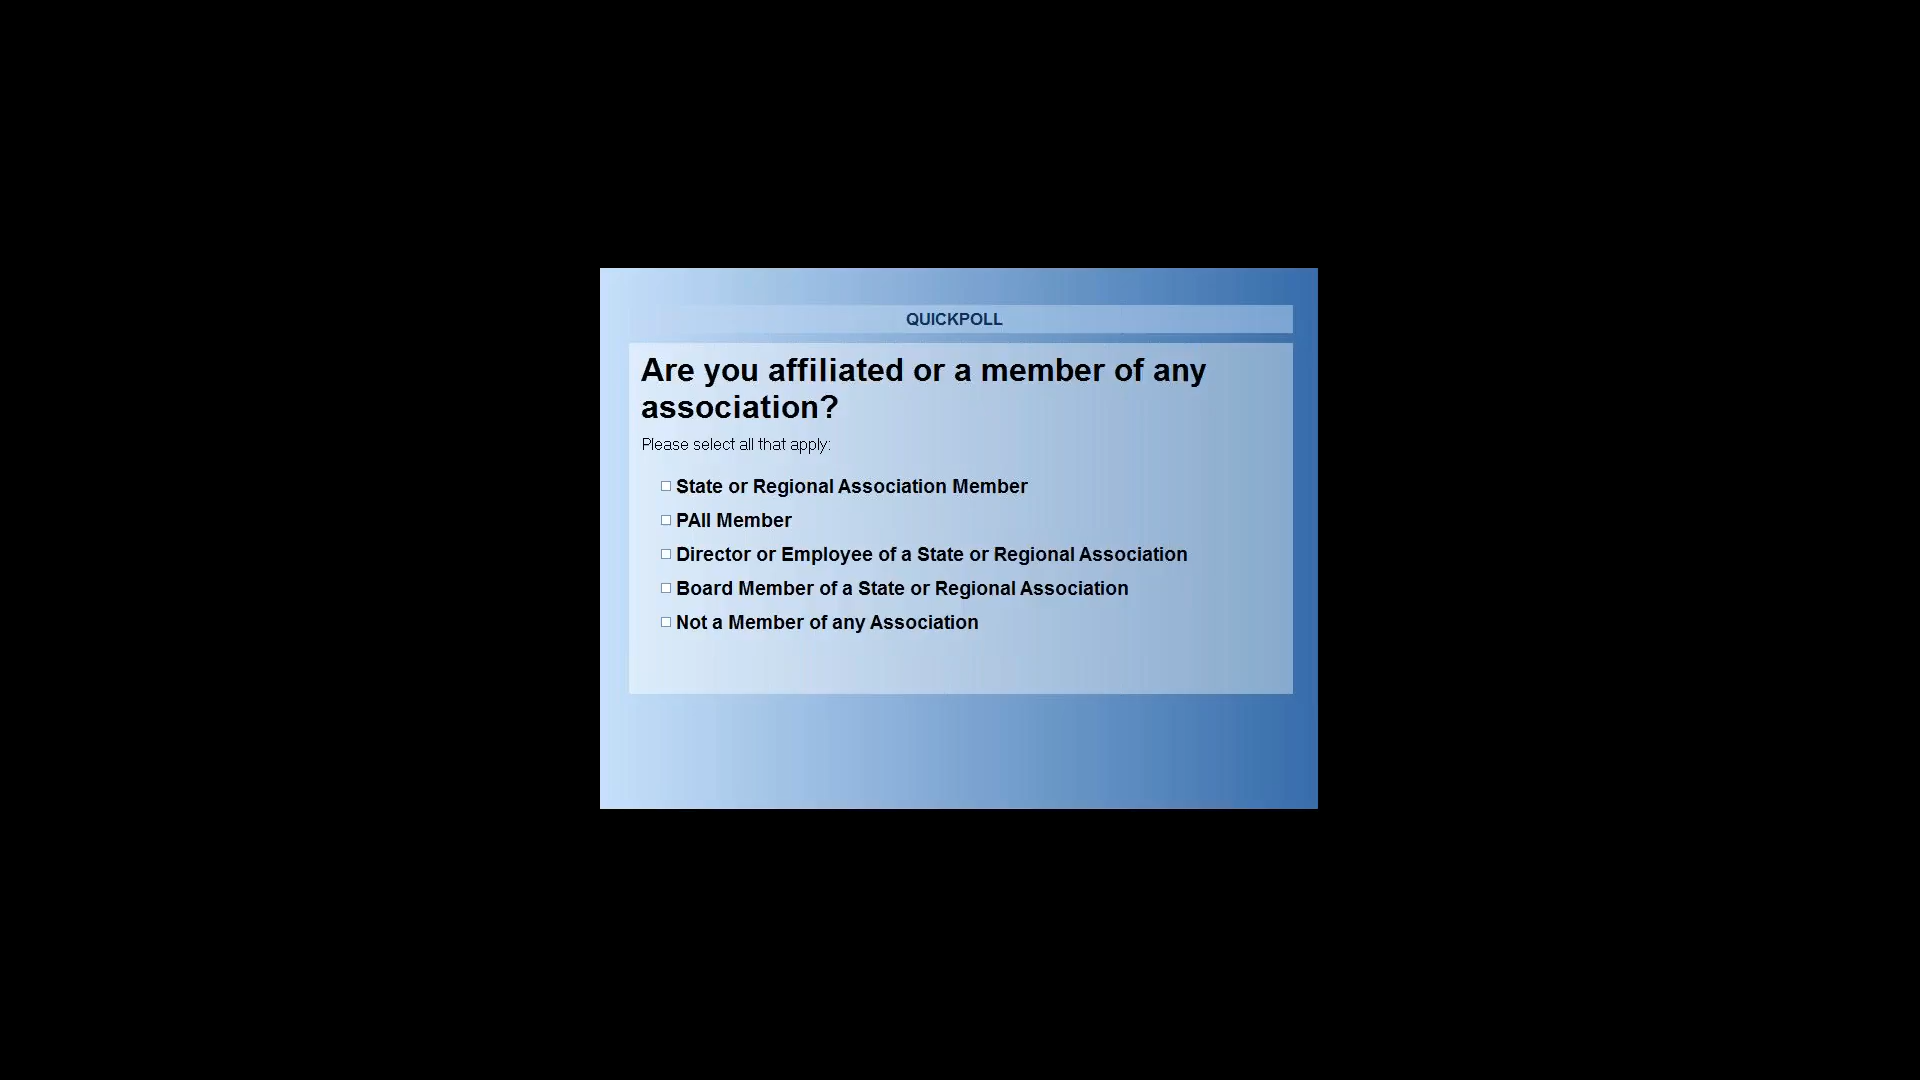 QUICKPOLL
Are you affiliated or a member of any
association?
Please select all that apply:
State or Regional Association Member
PAII Member
Director or Employee of a State or Regional Association
Board Member of a State or Regional Association
Not a Member of any Association